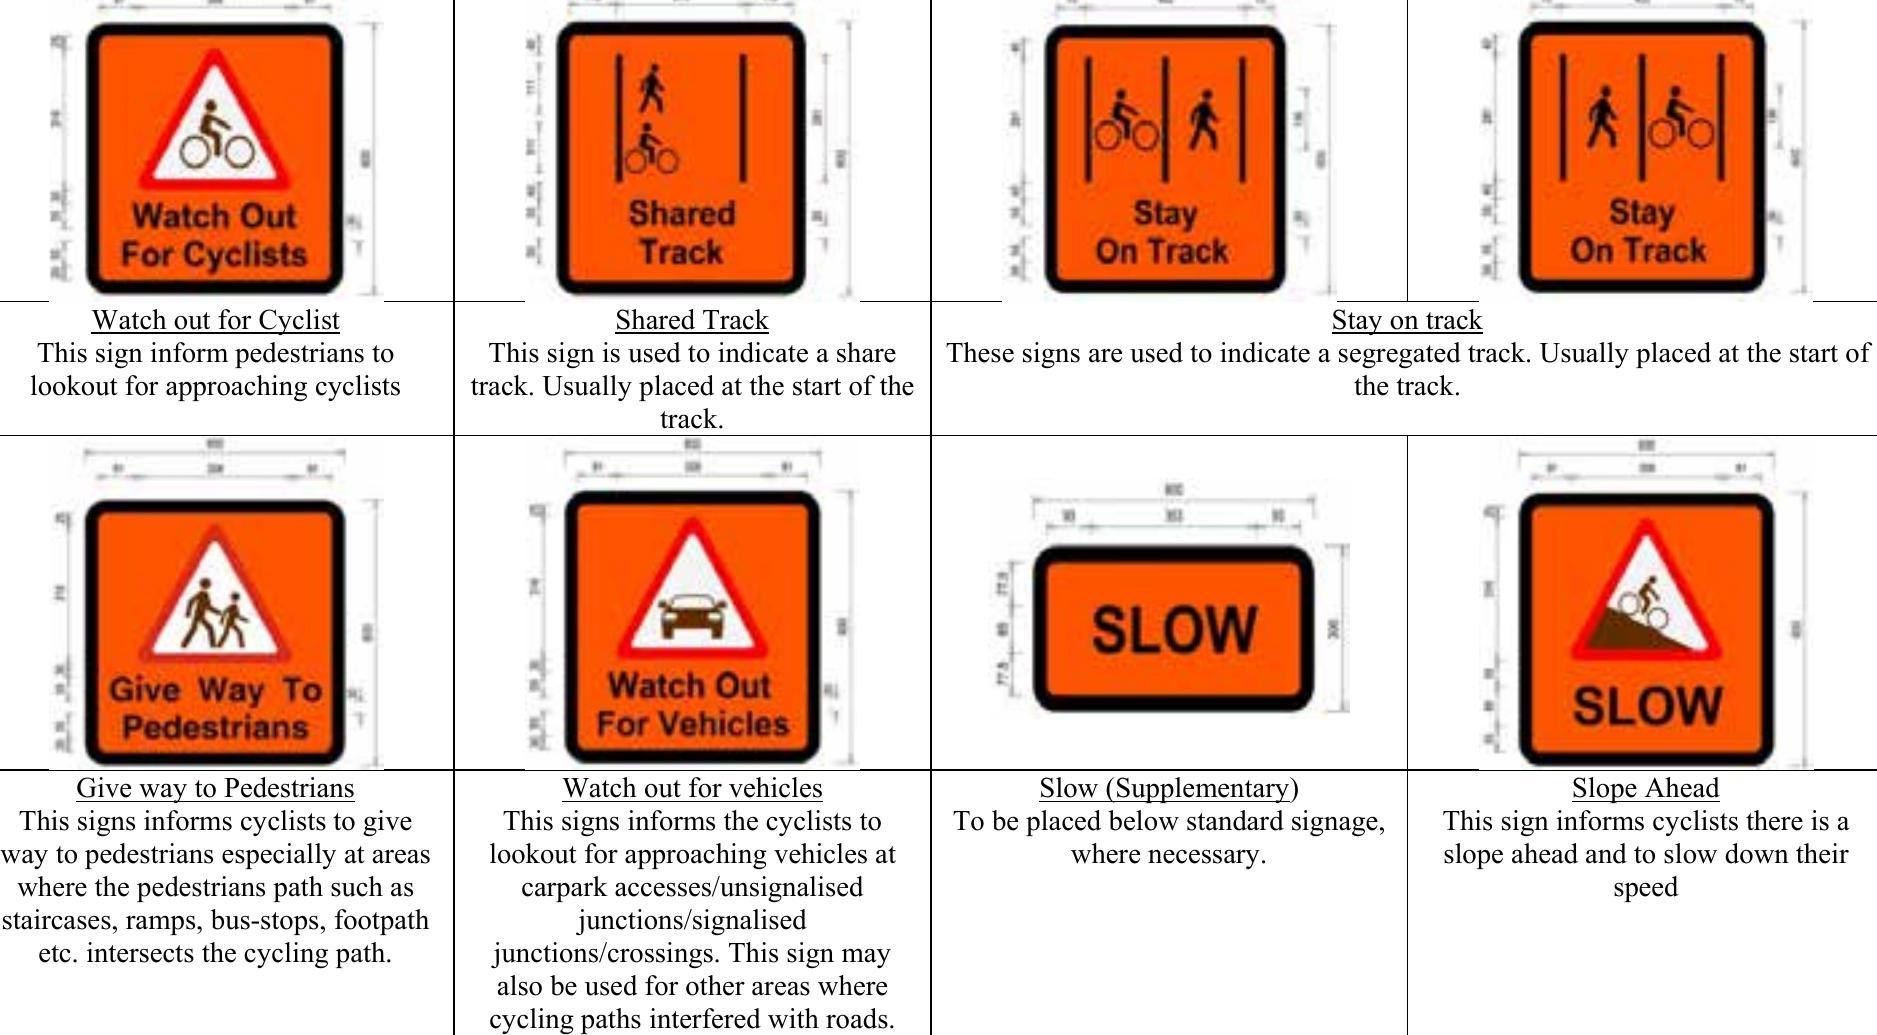 Watch Out
For Cyclists
Shared
Track
Stay
On Track
Stay
On Track
Watch out for Cyclist
This sign inform pedestrians to
lookout for approaching cyclists
Shared Track
This sign is used to indicate a share
track. Usually placed at the start of the
track.
Stay on track
These signs are used to indicate a segregated track. Usually placed at the start of
the track.
Give Way To
Pedestrians
Watch Out
For Vehicles
SLOW
SLOW
Give way to Pedestrians
This signs informs cyclists to give
way to pedestrians especially at areas
where the pedestrians path such as
staircases, ramps, bus-stops, footpath
etc. intersects the cycling path.
Watch out for vehicles
This signs informs the cyclists to
lookout for approaching vehicles at
carpark accesses/unsignalised
junctions/signalised
junctions/crossings. This sign may
also be used for other areas where
cycling paths interfered with roads.
Slow (Supplementary)
To be placed below standard signage,
where necessary.
Slope Ahead
This sign informs cyclists there is a
slope ahead and to slow down their
speed